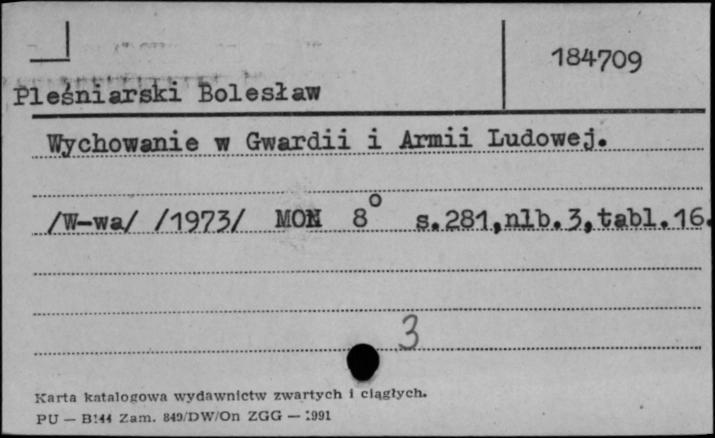 184709
Pleśniarski Bolesław
Wychowanie w Gwardii i Armii Ludowej.
/W-wa/ /1973/ MON 8° s.281,nlb.3,tabl.16.
3
Karta katalogowa wydawnictw zwartych i ciągłych.
PU — B144 Zam. 849/DW/On ZGG — 1991